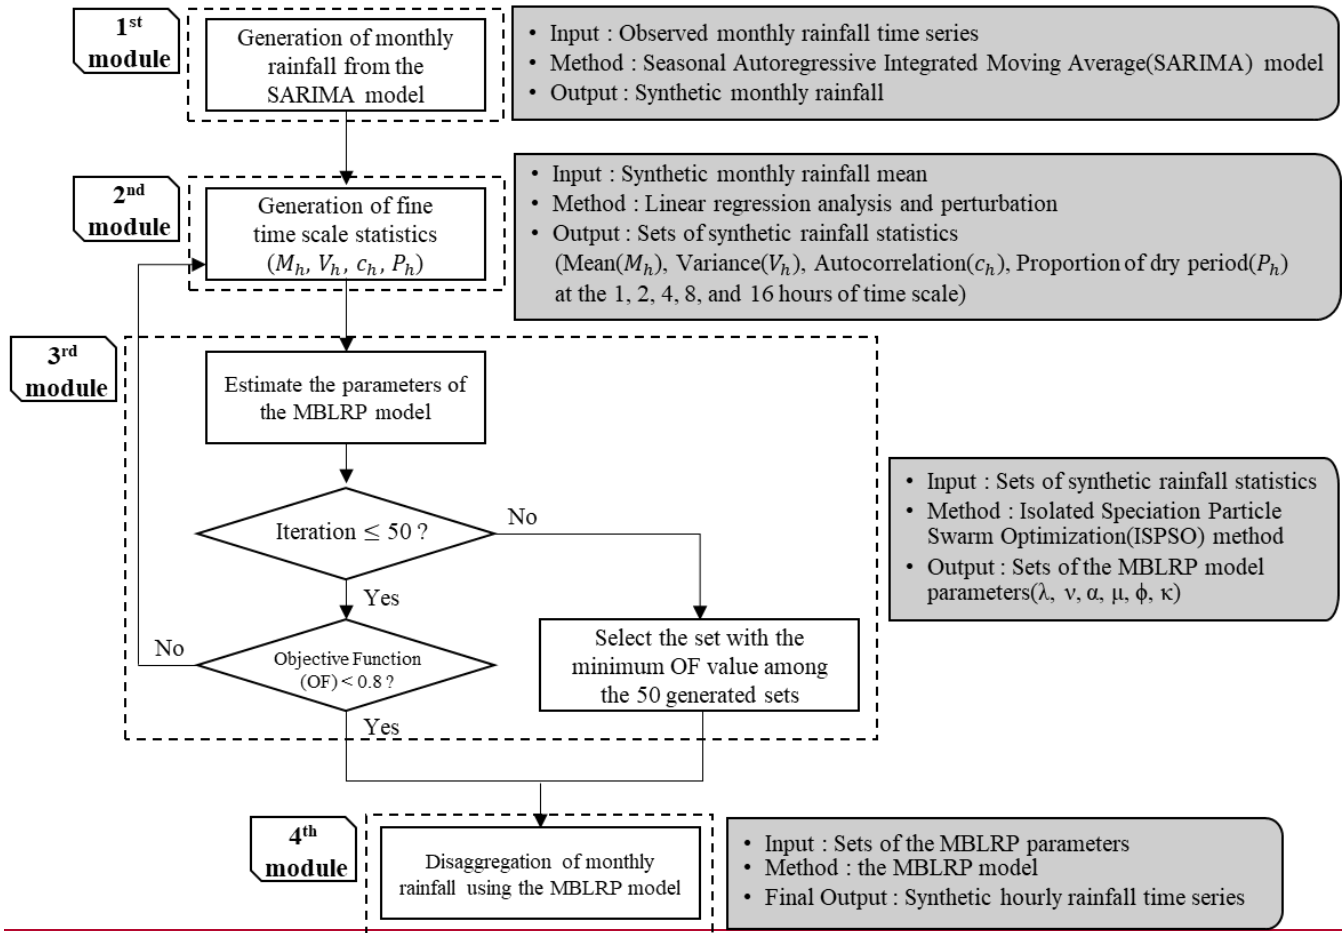 1st
module
Generation of monthly
rainfall from the
SARIMA model
• Input : Observed monthly rainfall time series
• Method : Seasonal Autoregressive Integrated Moving Average(SARIMA) model
• Output : Synthetic monthly rainfall
2nd
module
Generation of fine
time scale statistics
(M_h, V_h, c_h, P_h)
• Input : Synthetic monthly rainfall mean
• Method : Linear regression analysis and perturbation
• Output : Sets of synthetic rainfall statistics
(Mean(M_h), Variance(V_h), Autocorrelation(c_h), Proportion of dry period(P_h)
at the 1, 2, 4, 8, and 16 hours of time scale)
3rd
module
Estimate the parameters of
the MBLRP model
Iteration ≤ 50 ?
No
Yes
Objective Function
(OF) < 0.8 ?
No
Yes
Select the set with the
minimum OF value among
the 50 generated sets
• Input : Sets of synthetic rainfall statistics
• Method : Isolated Speciation Particle
Swarm Optimization(ISPSO) method
• Output : Sets of the MBLRP model
parameters(λ, ν, α, μ, ϕ, κ)
4th
module
Disaggregation of monthly
rainfall using the MBLRP model
• Input : Sets of the MBLRP parameters
• Method : the MBLRP model
• Final Output : Synthetic hourly rainfall time series